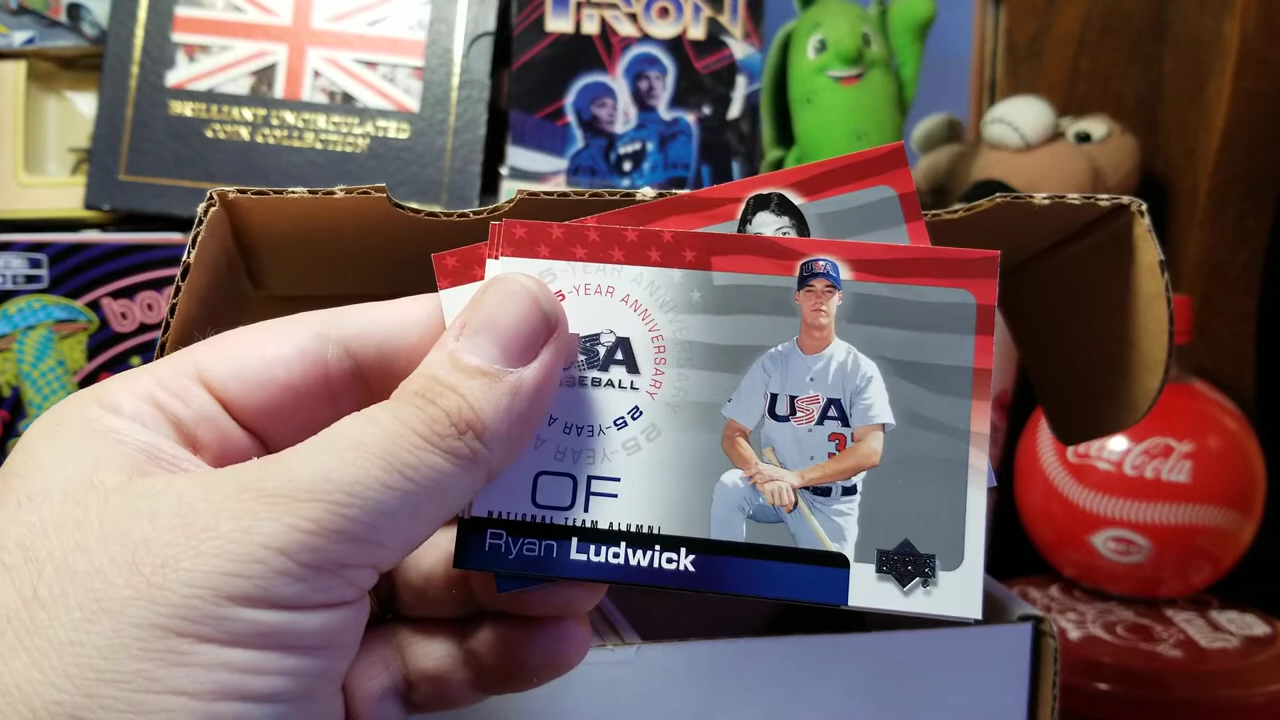 BRILLIANT UNCIRCULATED
COIN COLLECTION
TRON
25-YEAR ANNIVERSARY
USA
BASEBALL
25-YEAR A
OF
NATIONAL TEAM ALUMNI
Ryan Ludwick
USA
USA
Coca-Cola